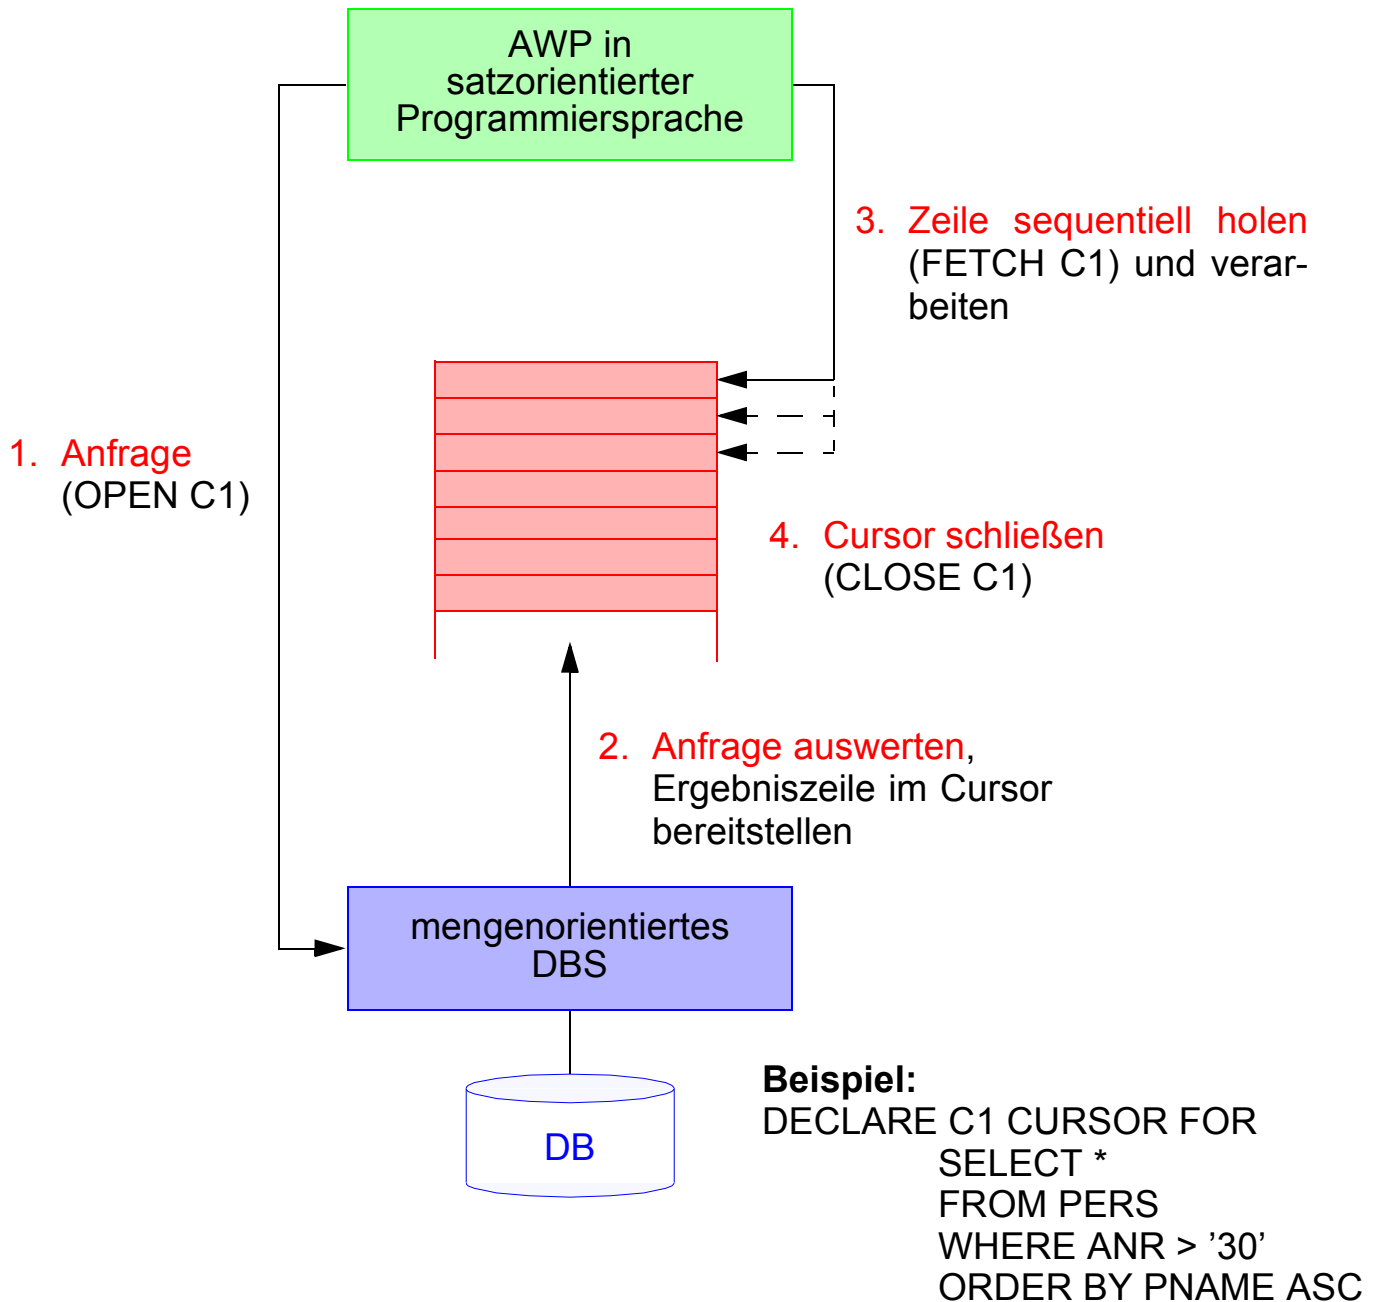 AWP in
satzorientierter
Programmiersprache
3. Zeile sequentiell holen
(FETCH C1) und verar-
beiten
1. Anfrage
(OPEN C1)
4. Cursor schließen
(CLOSE C1)
2. Anfrage auswerten,
Ergebniszeile im Cursor
bereitstellen
mengenorientiertes
DBS
DB
Beispiel:
DECLARE C1 CURSOR FOR
SELECT *
FROM PERS
WHERE ANR > ’30’
ORDER BY PNAME ASC